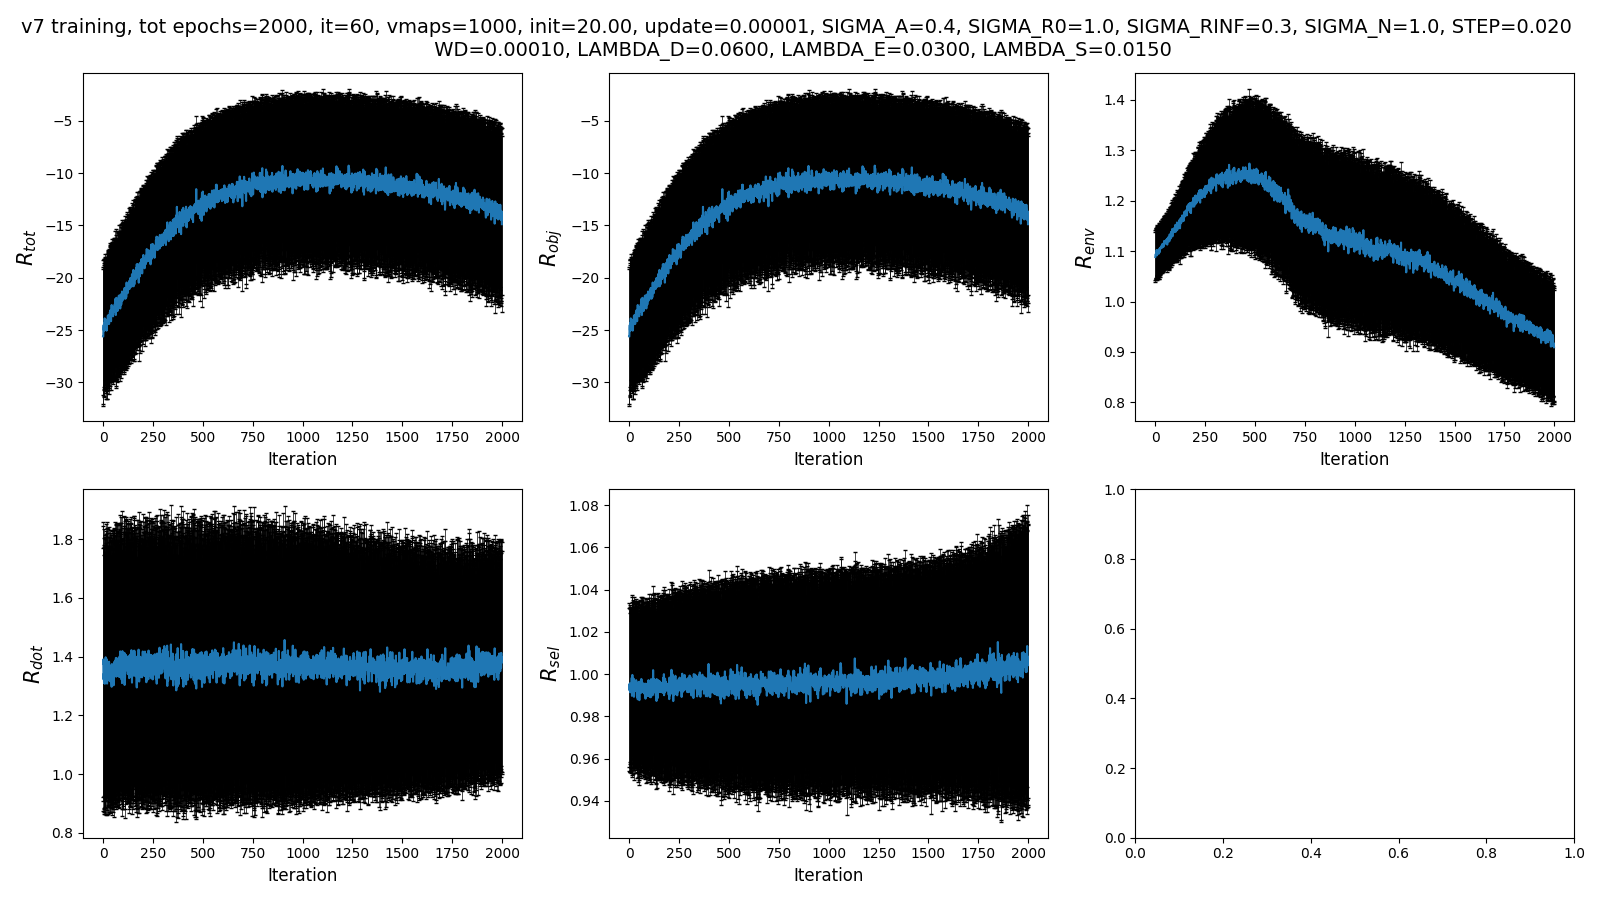 v7 training, tot epochs=2000, it=60, vmaps=1000, init=20.00, update=0.00001, SIGMA_A=0.4, SIGMA_R0=1.0, SIGMA_RINF=0.3, SIGMA_N=1.0, STEP=0.020
WD=0.00010, LAMBDA_D=0.0600, LAMBDA_E=0.0300, LAMBDA_S=0.0150
R_tot
−5
−10
−15
−20
−25
−30
0 250 500 750 1000 1250 1500 1750 2000
Iteration
R_obj
−5
−10
−15
−20
−25
−30
0 250 500 750 1000 1250 1500 1750 2000
Iteration
R_env
1.4
1.3
1.2
1.1
1.0
0.9
0.8
0 250 500 750 1000 1250 1500 1750 2000
Iteration
R_dot
1.8
1.6
1.4
1.2
1.0
0.8
0 250 500 750 1000 1250 1500 1750 2000
Iteration
R_sel
1.08
1.06
1.04
1.02
1.00
0.98
0.96
0.94
0 250 500 750 1000 1250 1500 1750 2000
Iteration
1.0
0.8
0.6
0.4
0.2
0.0
0.0 0.2 0.4 0.6 0.8 1.0